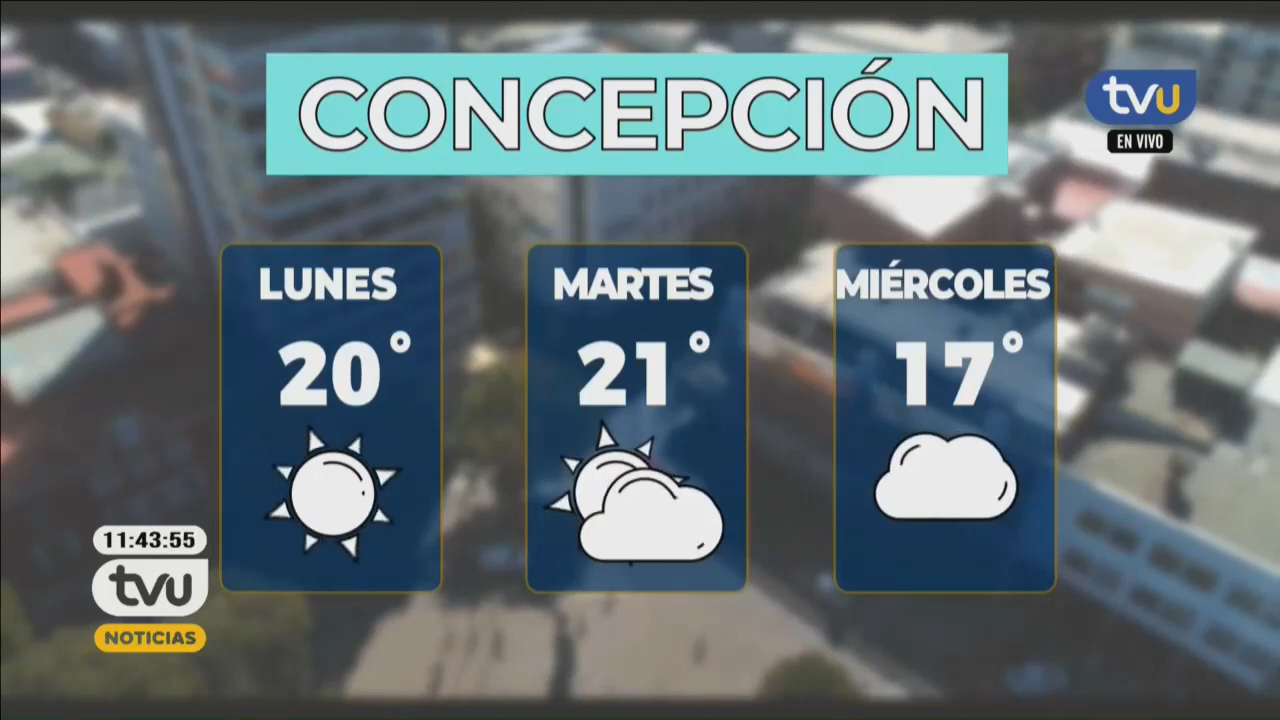 CONCEPCIÓN
tvu
EN VIVO
LUNES
20°
MARTES
21°
MIÉRCOLES
17°
11:43:55
tvu
NOTICIAS